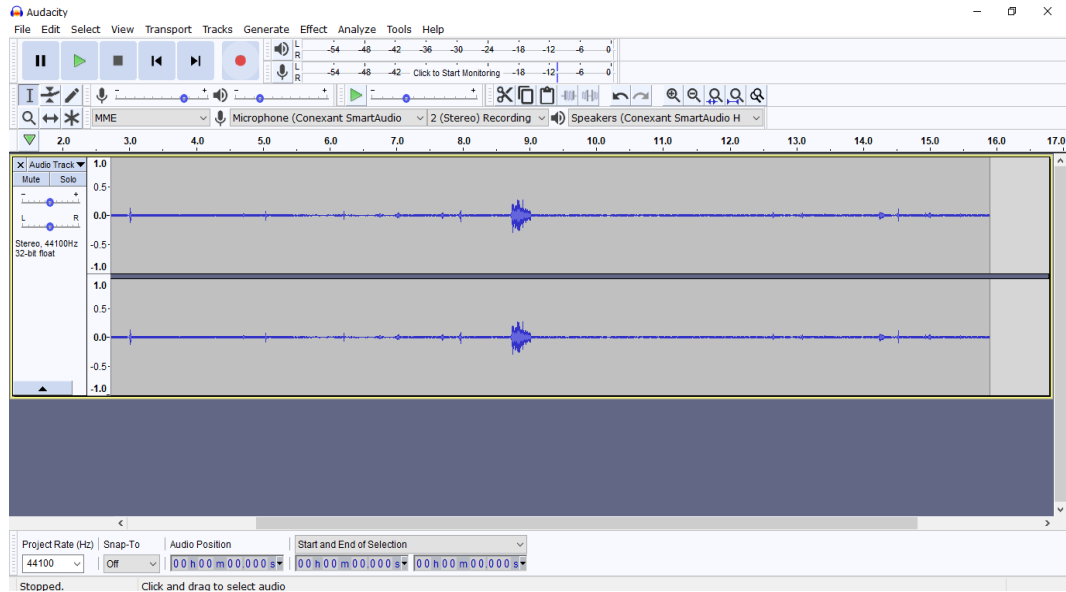 Audacity
File Edit Select View Transport Tracks Generate Effect Analyze Tools Help
L R -54 -48 -42 -36 -30 -24 -18 -12 -6 0
L R -54 -48 -42 Click to Start Monitoring -18 -12 -6 0
MME Microphone (Conexant SmartAudio 2 (Stereo) Recording Speakers (Conexant SmartAudio H
2.0 3.0 4.0 5.0 6.0 7.0 8.0 9.0 10.0 11.0 12.0 13.0 14.0 15.0 16.0 17.0
Audio Track 1.0
Mute Solo
0.5
- +
0.0
L R
Stereo, 44100Hz -0.5
32-bit float
-1.0
1.0
0.5
0.0
-0.5
-1.0
Project Rate (Hz) Snap-To Audio Position Start and End of Selection
44100 Off 00 h 00 m 00.000 s 00 h 00 m 00.000 s 00 h 00 m 00.000 s
Stopped. Click and drag to select audio